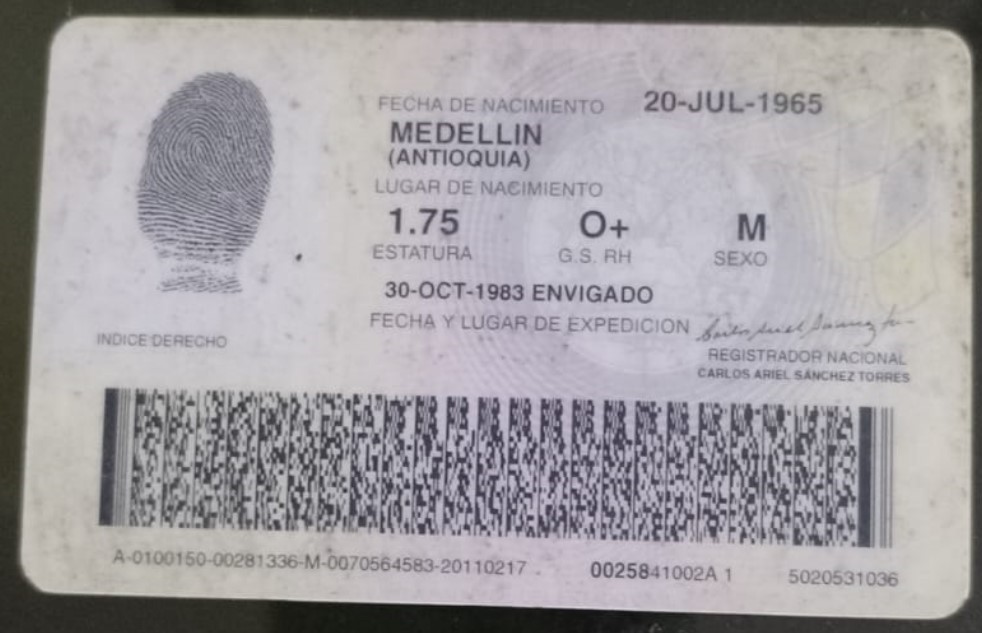 FECHA DE NACIMIENTO 20-JUL-1965
MEDELLIN
(ANTIOQUIA)
LUGAR DE NACIMIENTO
1.75 O+ M
ESTATURA G.S. RH SEXO
30-OCT-1983 ENVIGADO
FECHA Y LUGAR DE EXPEDICION
INDICE DERECHO
REGISTRADOR NACIONAL
CARLOS ARIEL SÁNCHEZ TORRES
A-0100150-00281336-M-0070564583-20110217 0025841002A 1 5020531036